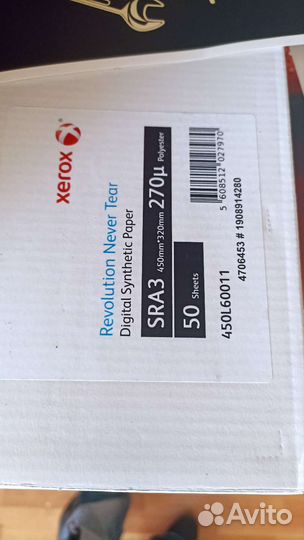 xerox
Revolution Never Tear
Digital Synthetic Paper
SRA3 450mm*320mm 270µ Polyester
50 Sheets
450L60011
5 608512 027970
4706453 # 1908914280
Avito